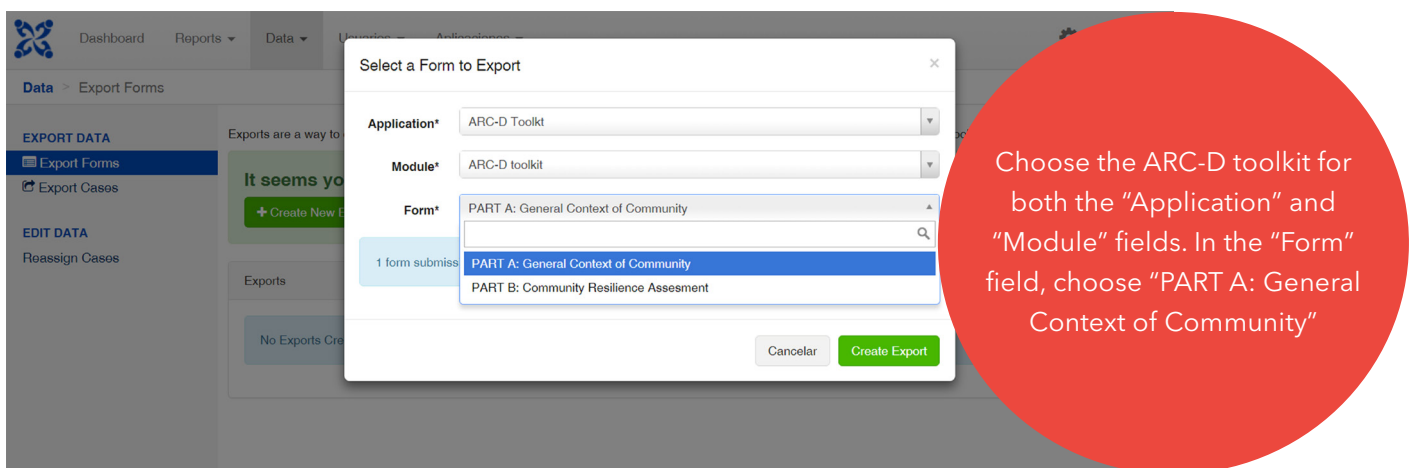 Dashboard Reports Data Usuarios Aplicaciones
Data > Export Forms
EXPORT DATA
Export Forms
Export Cases
EDIT DATA
Reassign Cases
Exports are a way to
It seems yo
+ Create New E
Exports
No Exports Cre
Select a Form to Export ×
Application* ARC-D Toolkt
Module* ARC-D toolkit
Form* PART A: General Context of Community
1 form submiss
PART A: General Context of Community
PART B: Community Resilience Assesment
Cancelar Create Export
Choose the ARC-D toolkit for
both the “Application” and
“Module” fields. In the “Form”
field, choose “PART A: General
Context of Community”